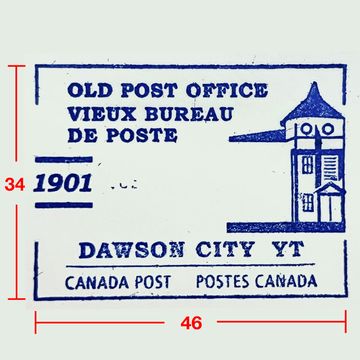 OLD POST OFFICE
VIEUX BUREAU
DE POSTE
34
1901
DAWSON CITY YT
CANADA POST POSTES CANADA
46